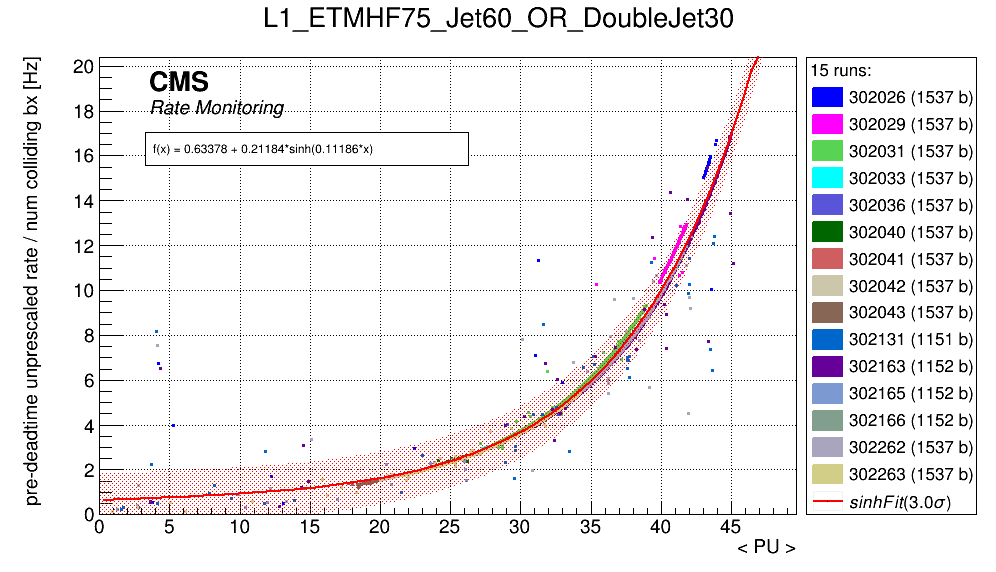 L1_ETMHF75_Jet60_OR_DoubleJet30
pre-deadtime unprescaled rate / num colliding bx [Hz]
20
18
16
14
12
10
8
6
4
2
0
CMS
Rate Monitoring
f(x) = 0.63378 + 0.21184*sinh(0.11186*x)
0 5 10 15 20 25 30 35 40 45
< PU >
15 runs:
302026 (1537 b)
302029 (1537 b)
302031 (1537 b)
302033 (1537 b)
302036 (1537 b)
302040 (1537 b)
302041 (1537 b)
302042 (1537 b)
302043 (1537 b)
302131 (1151 b)
302163 (1152 b)
302165 (1152 b)
302166 (1152 b)
302262 (1537 b)
302263 (1537 b)
sinhFit(3.0σ)